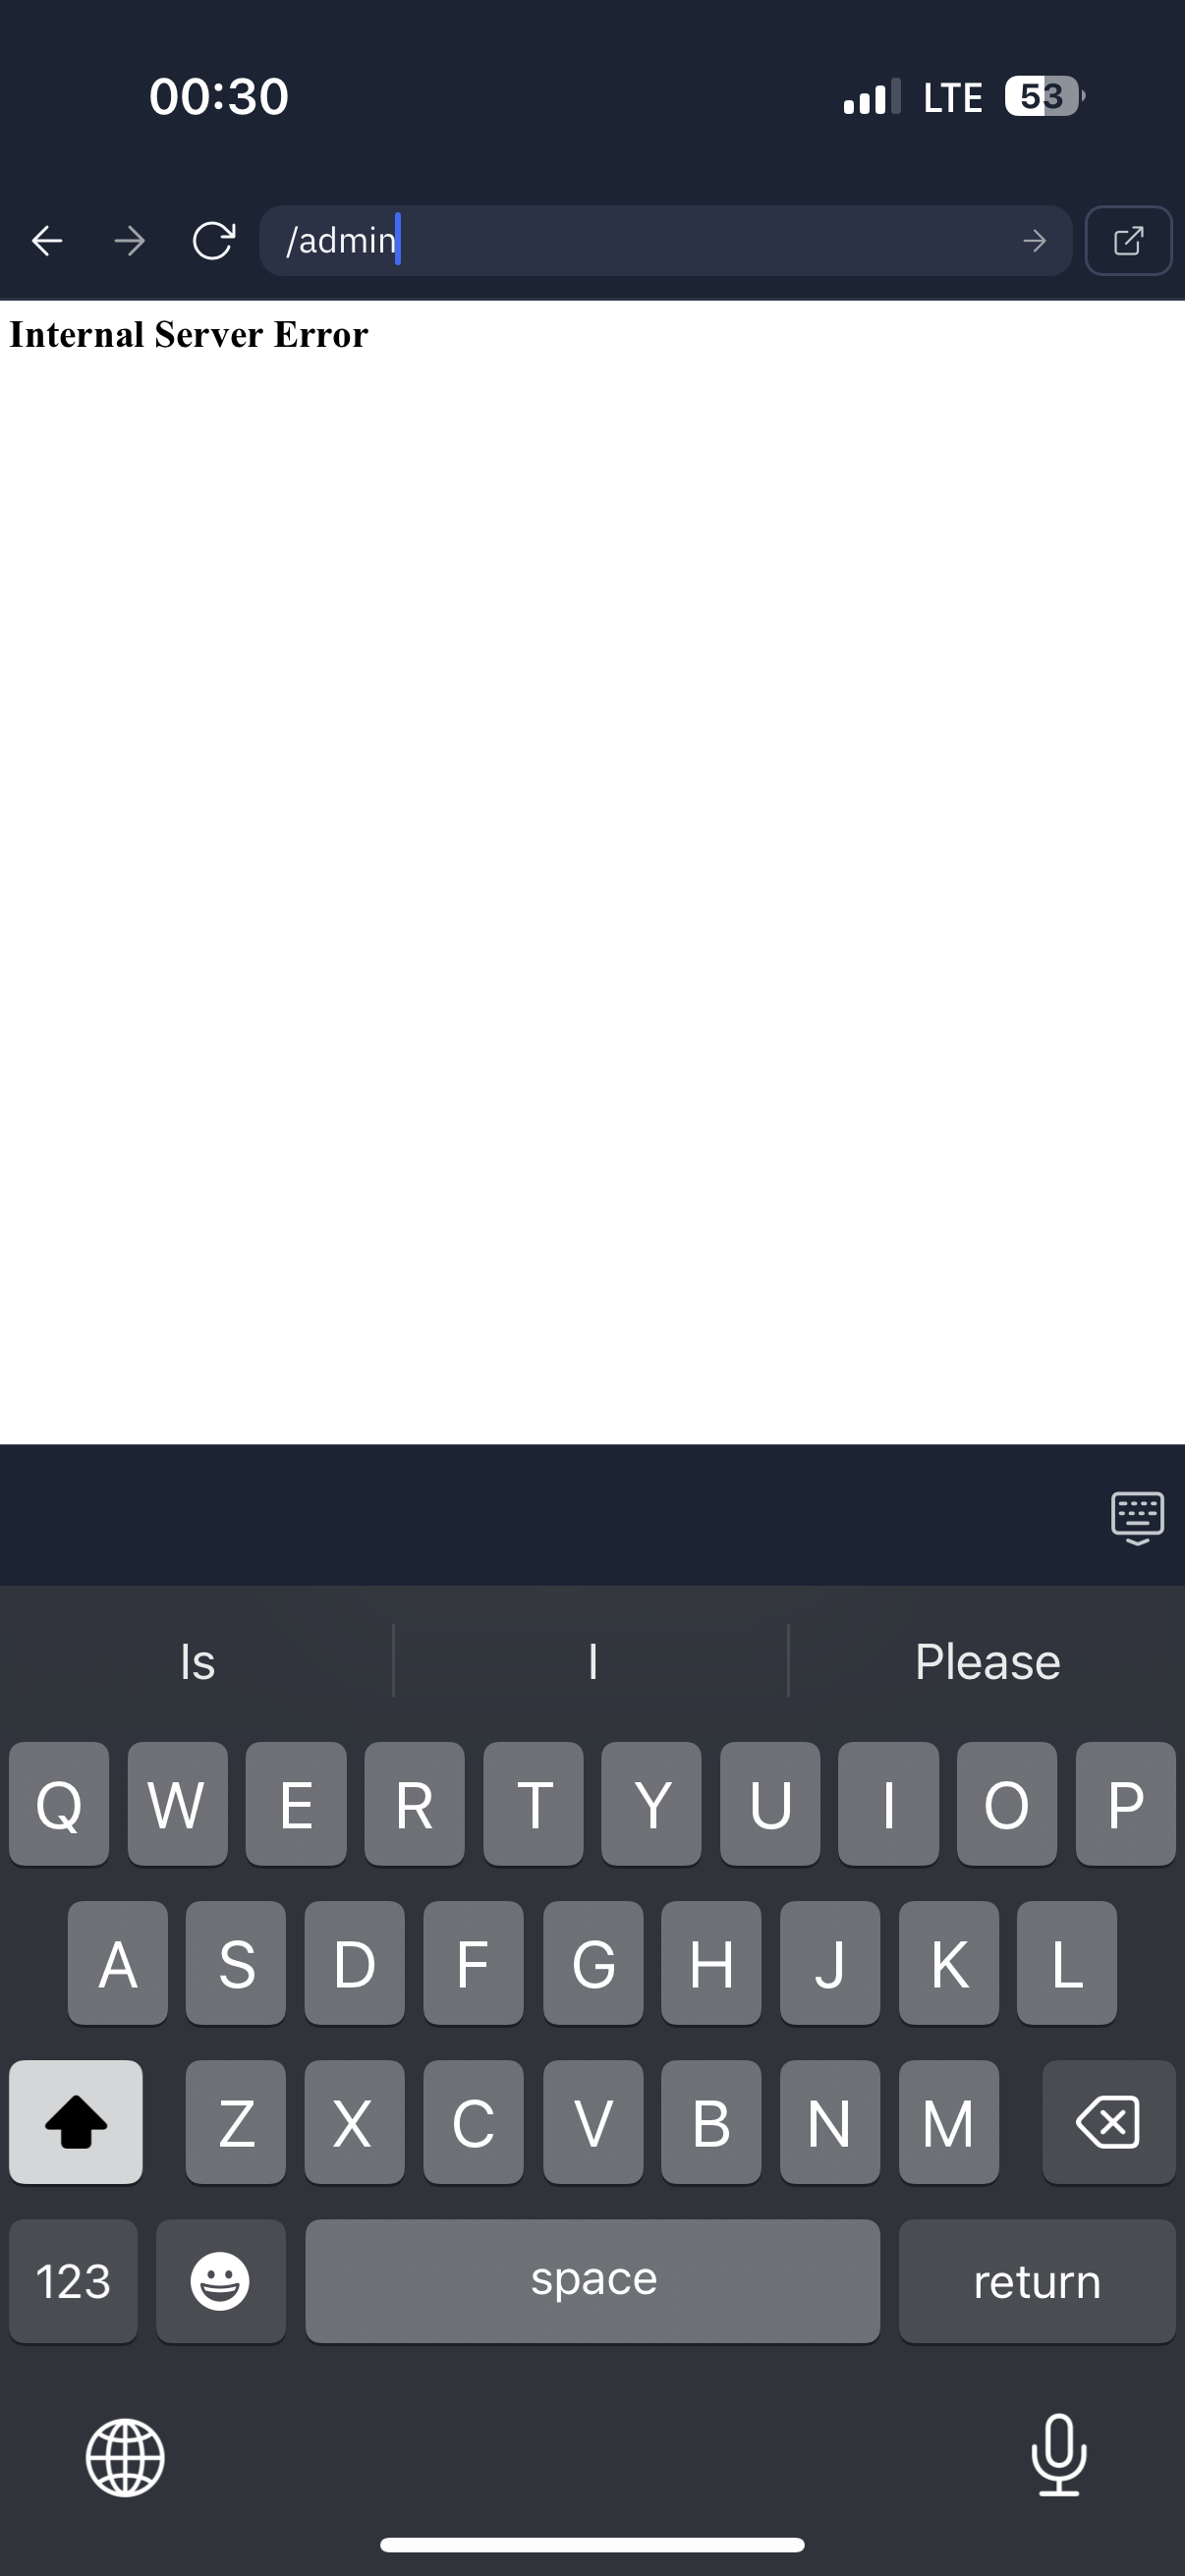 00:30 LTE 53
/admin
Internal Server Error
Is I Please
Q W E R T Y U I O P
A S D F G H J K L
Z X C V B N M
123 space return